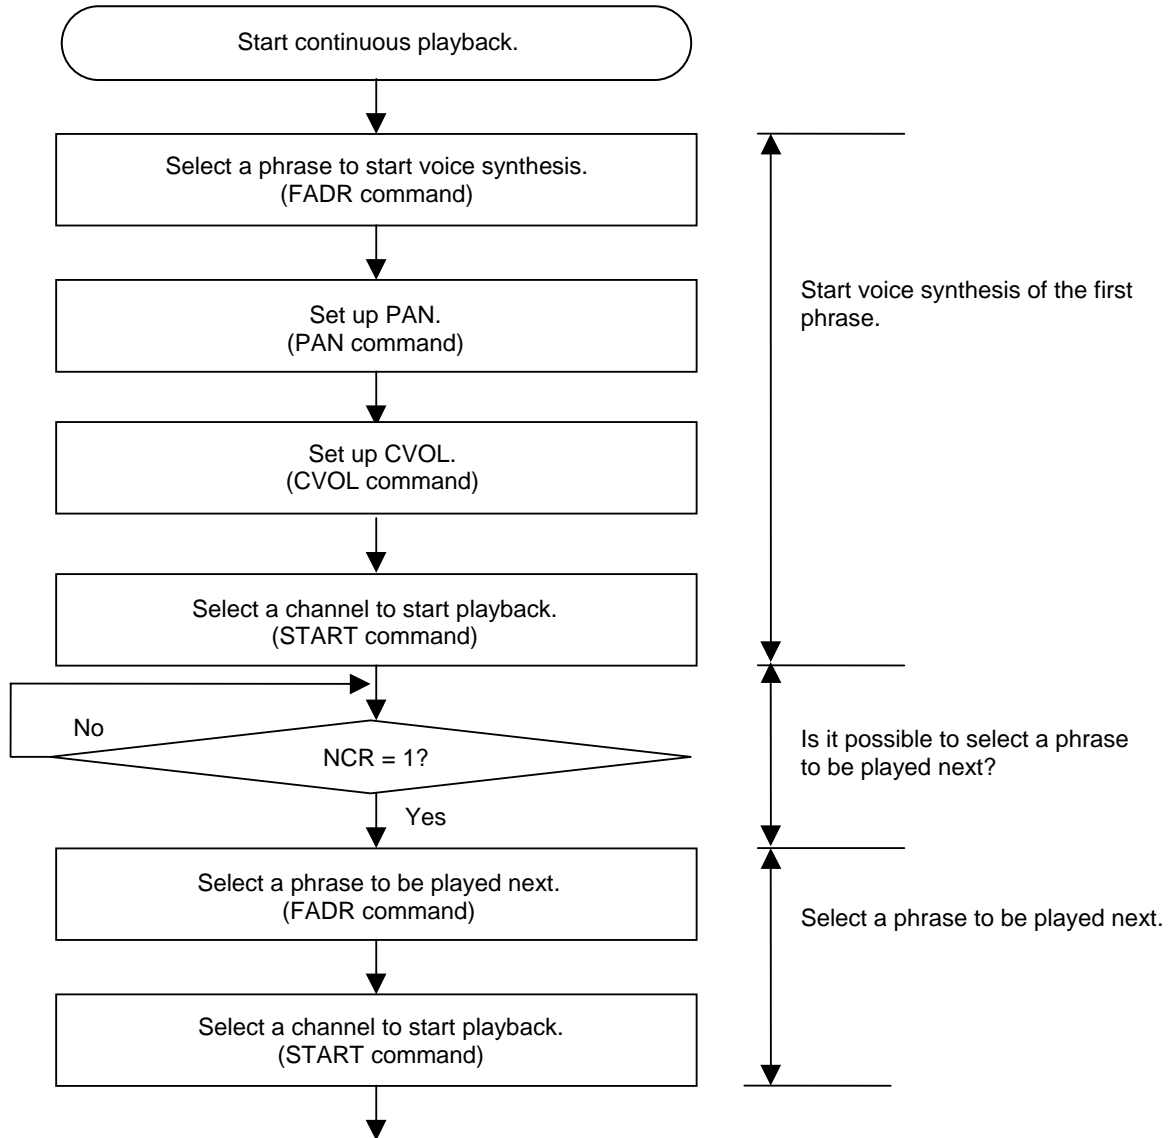 Start continuous playback.
Select a phrase to start voice synthesis.
(FADR command)
Set up PAN.
(PAN command)
Start voice synthesis of the first
phrase.
Set up CVOL.
(CVOL command)
Select a channel to start playback.
(START command)
No
NCR = 1?
Is it possible to select a phrase
to be played next?
Yes
Select a phrase to be played next.
(FADR command)
Select a phrase to be played next.
Select a channel to start playback.
(START command)